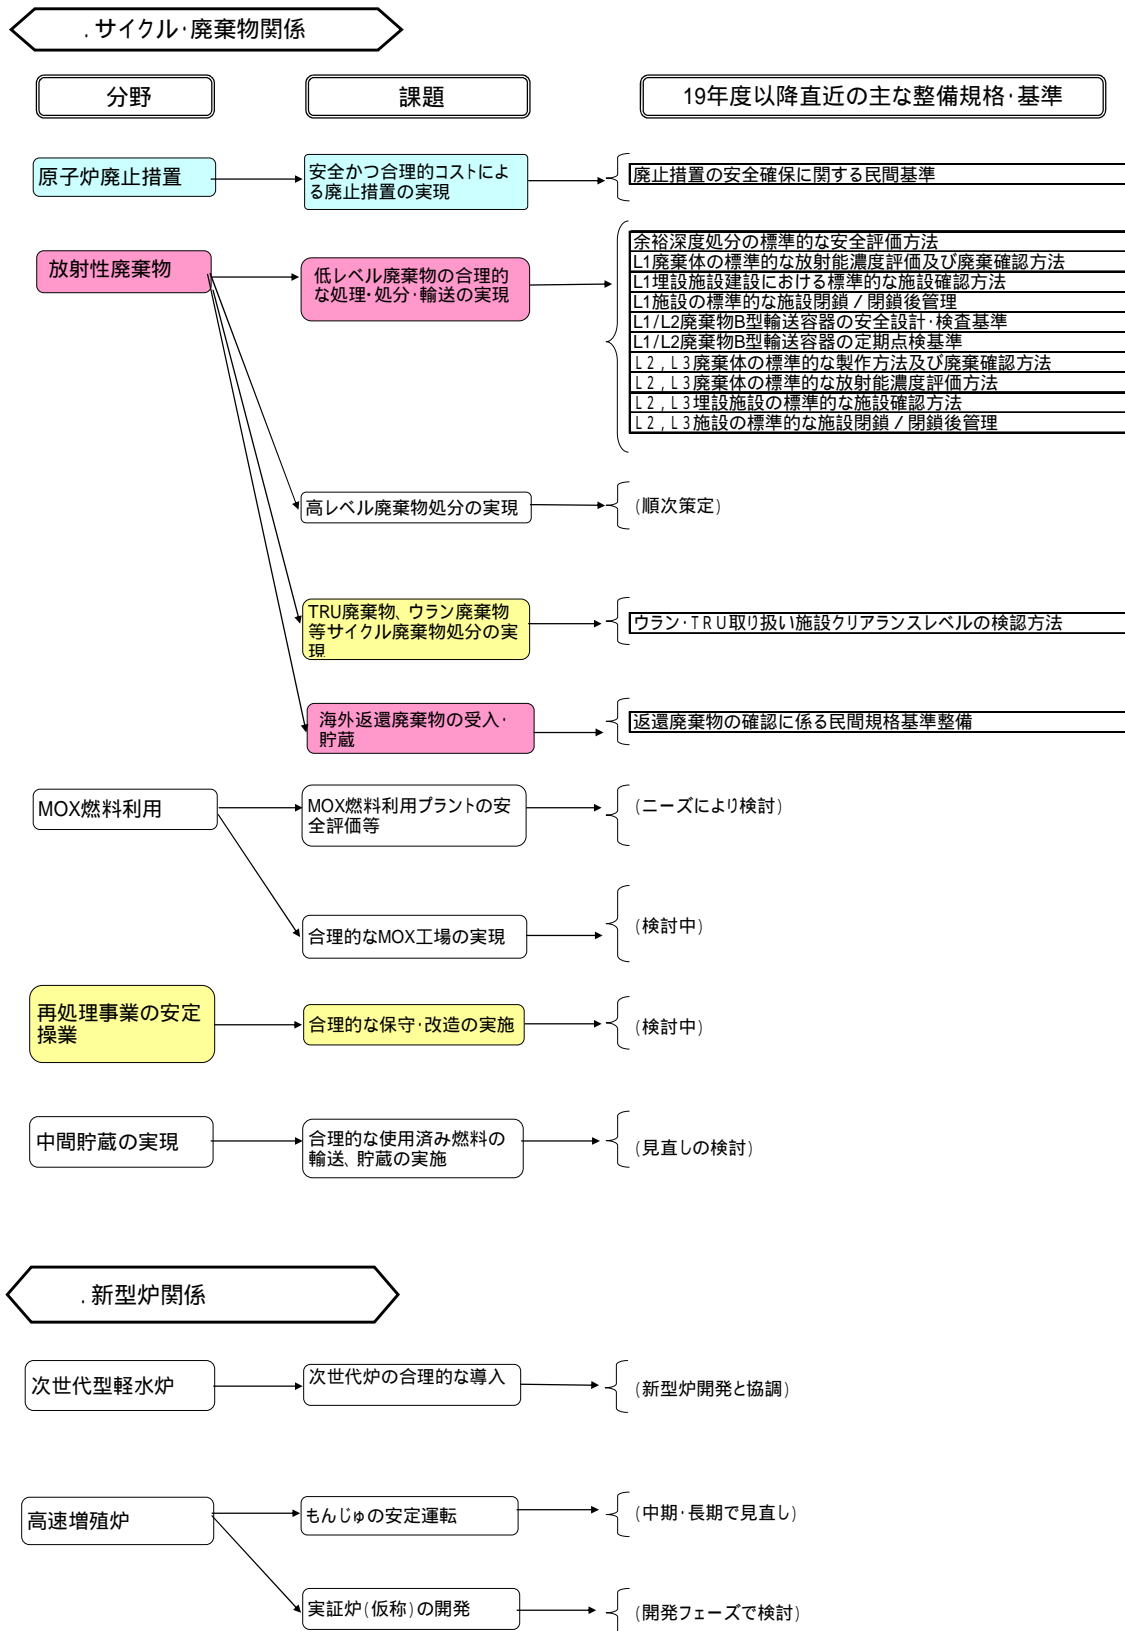 .サイクル・廃棄物関係
分野
課題
19年度以降直近の主な整備規格・基準
原子炉廃止措置
安全かつ合理的コストによ
る廃止措置の実現
廃止措置の安全確保に関する民間基準
放射性廃棄物
低レベル廃棄物の合理的
な処理・処分・輸送の実現
余裕深度処分の標準的な安全評価方法
L1廃棄体の標準的な放射能濃度評価及び廃棄確認方法
L1埋設施設建設における標準的な施設確認方法
L1施設の標準的な施設閉鎖/閉鎖後管理
L1/L2廃棄物B型輸送容器の安全設計・検査基準
L1/L2廃棄物B型輸送容器の定期点検基準
L2,L3廃棄体の標準的な製作方法及び廃棄確認方法
L2,L3廃棄体の標準的な放射能濃度評価方法
L2,L3埋設施設の標準的な施設確認方法
L2,L3施設の標準的な施設閉鎖/閉鎖後管理
高レベル廃棄物処分の実現
(順次策定)
TRU廃棄物、ウラン廃棄物
等サイクル廃棄物処分の実
現
ウラン・TRU取り扱い施設クリアランスレベルの検認方法
海外返還廃棄物の受入・
貯蔵
返還廃棄物の確認に係る民間規格基準整備
MOX燃料利用
MOX燃料利用プラントの安
全評価等
(ニーズにより検討)
合理的なMOX工場の実現
(検討中)
再処理事業の安定
操業
合理的な保守・改造の実施
(検討中)
中間貯蔵の実現
合理的な使用済み燃料の
輸送、貯蔵の実施
(見直しの検討)
.新型炉関係
次世代型軽水炉
次世代炉の合理的な導入
(新型炉開発と協調)
高速増殖炉
もんじゅの安定運転
(中期・長期で見直し)
実証炉(仮称)の開発
(開発フェーズで検討)